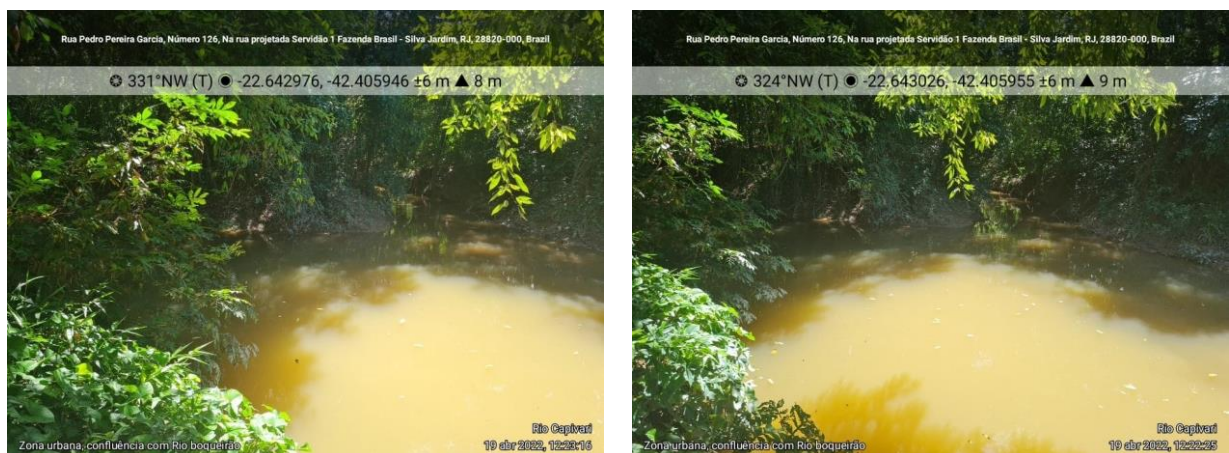 Rua Pedro Pereira Garcia, Número 126, Na rua projetada Servidão 1 Fazenda Brasil - Silva Jardim, RJ, 28820-000, Brazil
331°NW (T) -22.642976, -42.405946 ±6 m ▲ 8 m
Rio Capivari
Zona urbana, confluência com Rio boqueirão
19 abr 2022, 12:23:16
Rua Pedro Pereira Garcia, Número 126, Na rua projetada Servidão 1 Fazenda Brasil - Silva Jardim, RJ, 28820-000, Brazil
324°NW (T) -22.643026, -42.405955 ±6 m ▲ 9 m
Rio Capivari
Zona urbana, confluência com Rio boqueirão
19 abr 2022, 12:22:25